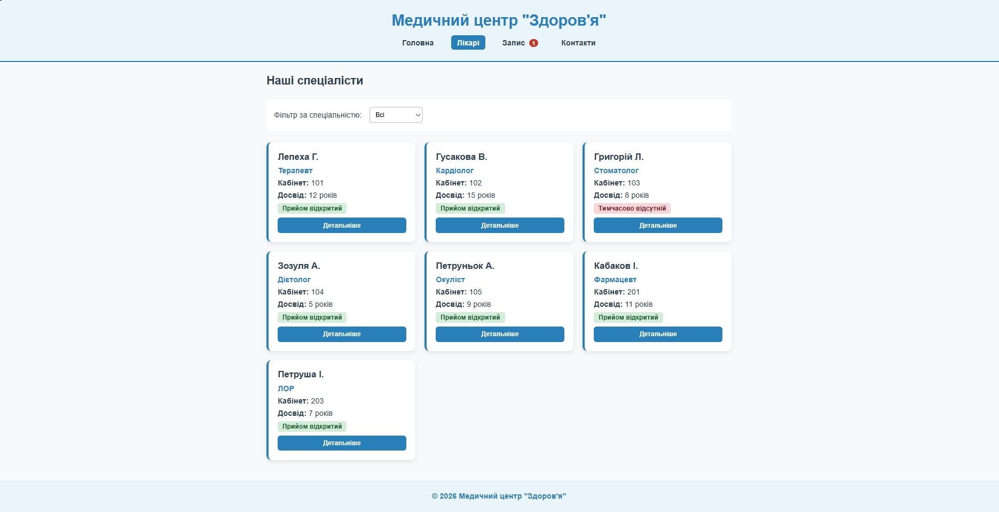 Медичний центр "Здоров'я"
Головна
Лікарі
Запис 1
Контакти
Наші спеціалісти
Фільтр за спеціальністю: Всі
Лепеха Г.
Терапевт
Кабінет: 101
Досвід: 12 років
Прийом відкритий
Детальніше
Гусакова В.
Кардіолог
Кабінет: 102
Досвід: 15 років
Прийом відкритий
Детальніше
Григорій Л.
Стоматолог
Кабінет: 103
Досвід: 8 років
Тимчасово відсутній
Детальніше
Зозуля А.
Дієтолог
Кабінет: 104
Досвід: 5 років
Прийом відкритий
Детальніше
Петруньок А.
Окуліст
Кабінет: 105
Досвід: 9 років
Прийом відкритий
Детальніше
Кабаков І.
Фармацевт
Кабінет: 201
Досвід: 11 років
Прийом відкритий
Детальніше
Петруша І.
ЛОР
Кабінет: 203
Досвід: 7 років
Прийом відкритий
Детальніше
© 2026 Медичний центр "Здоров'я"